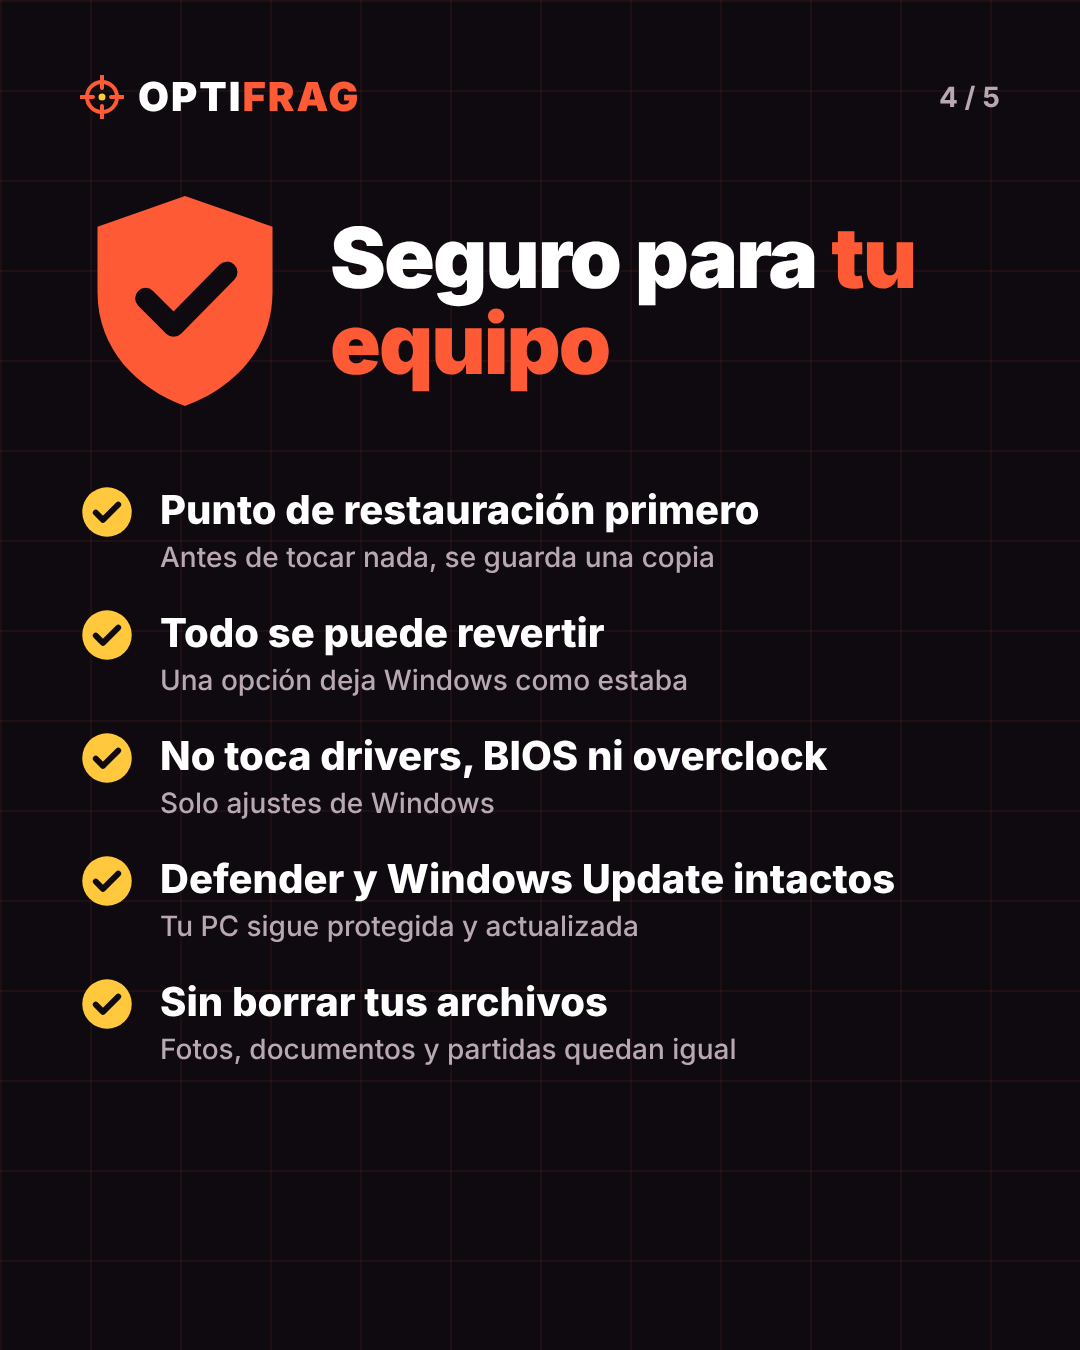 OPTIFRAG
4 / 5
Seguro para tu
equipo
Punto de restauración primero
Antes de tocar nada, se guarda una copia
Todo se puede revertir
Una opción deja Windows como estaba
No toca drivers, BIOS ni overclock
Solo ajustes de Windows
Defender y Windows Update intactos
Tu PC sigue protegida y actualizada
Sin borrar tus archivos
Fotos, documentos y partidas quedan igual